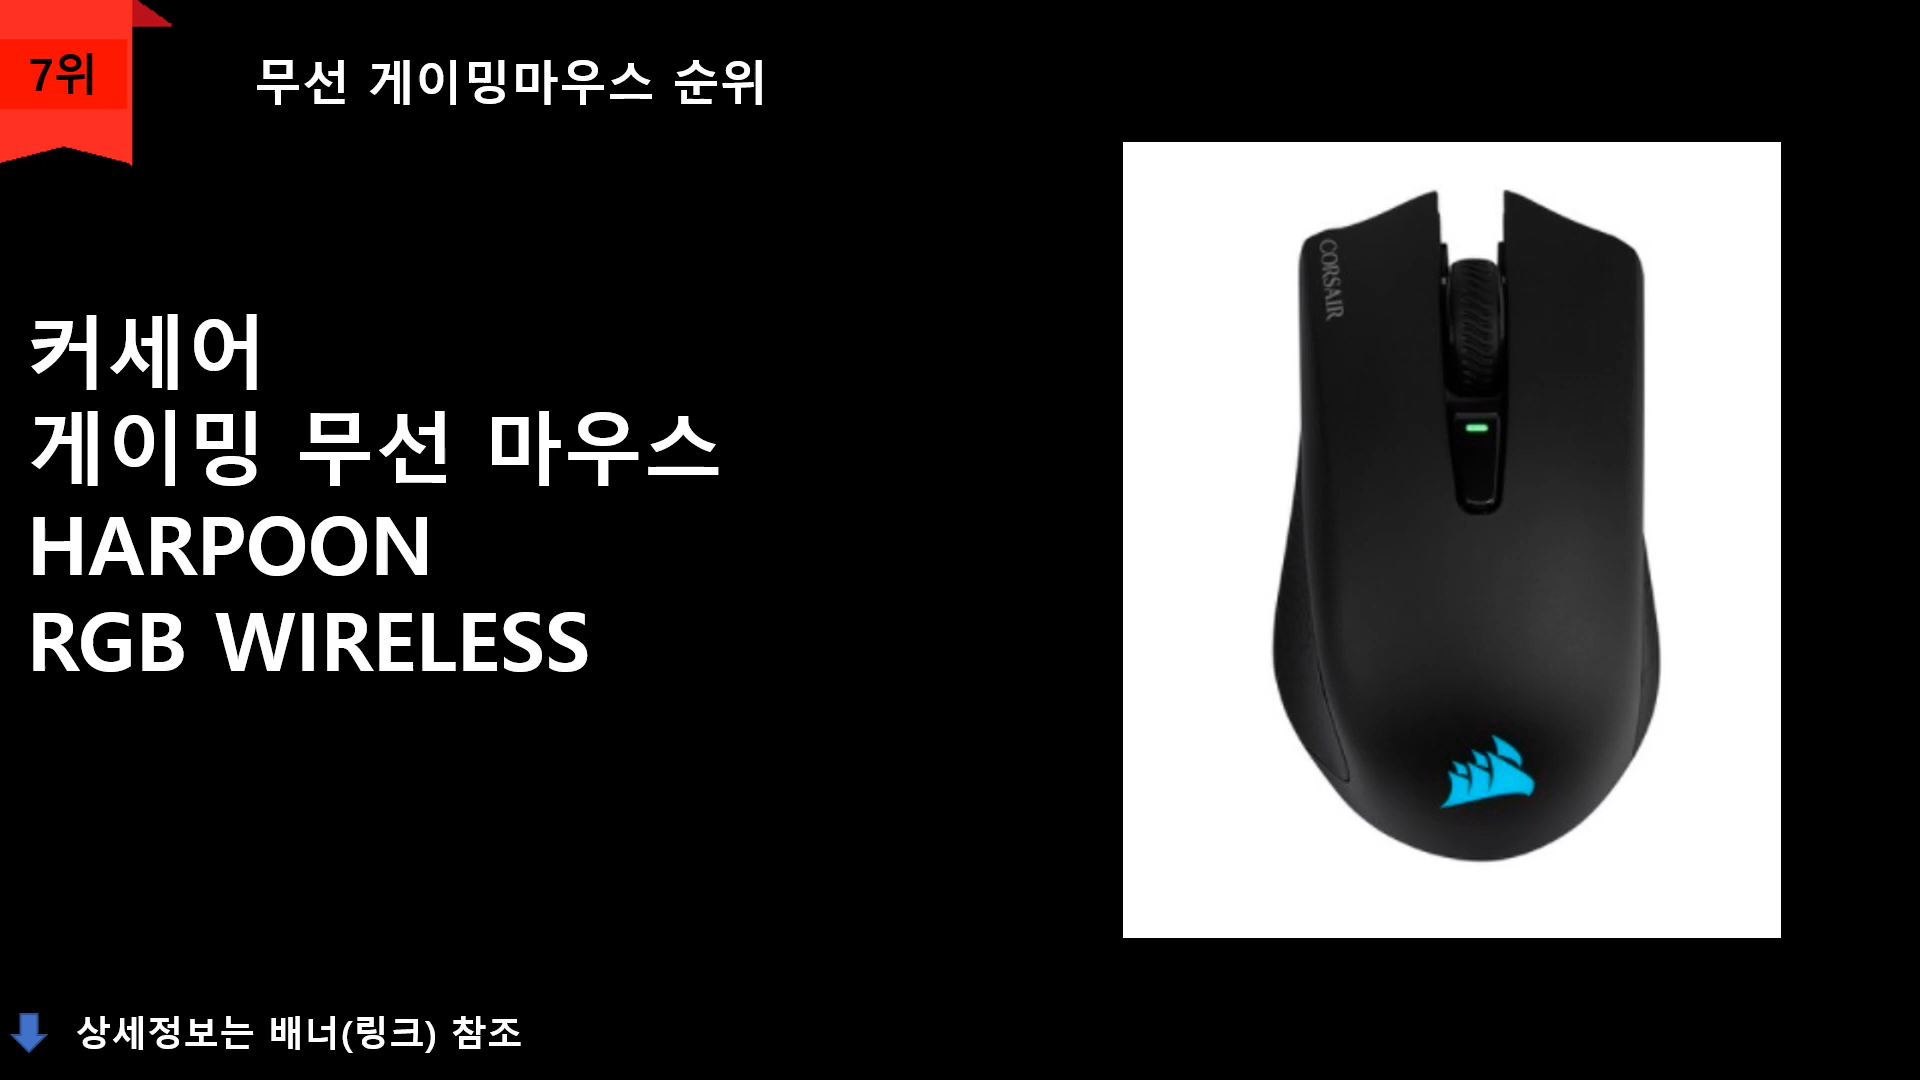 7위
무선 게이밍마우스 순위
커세어
게이밍 무선 마우스
HARPOON
RGB WIRELESS
CORSAIR
상세정보는 배너(링크) 참조